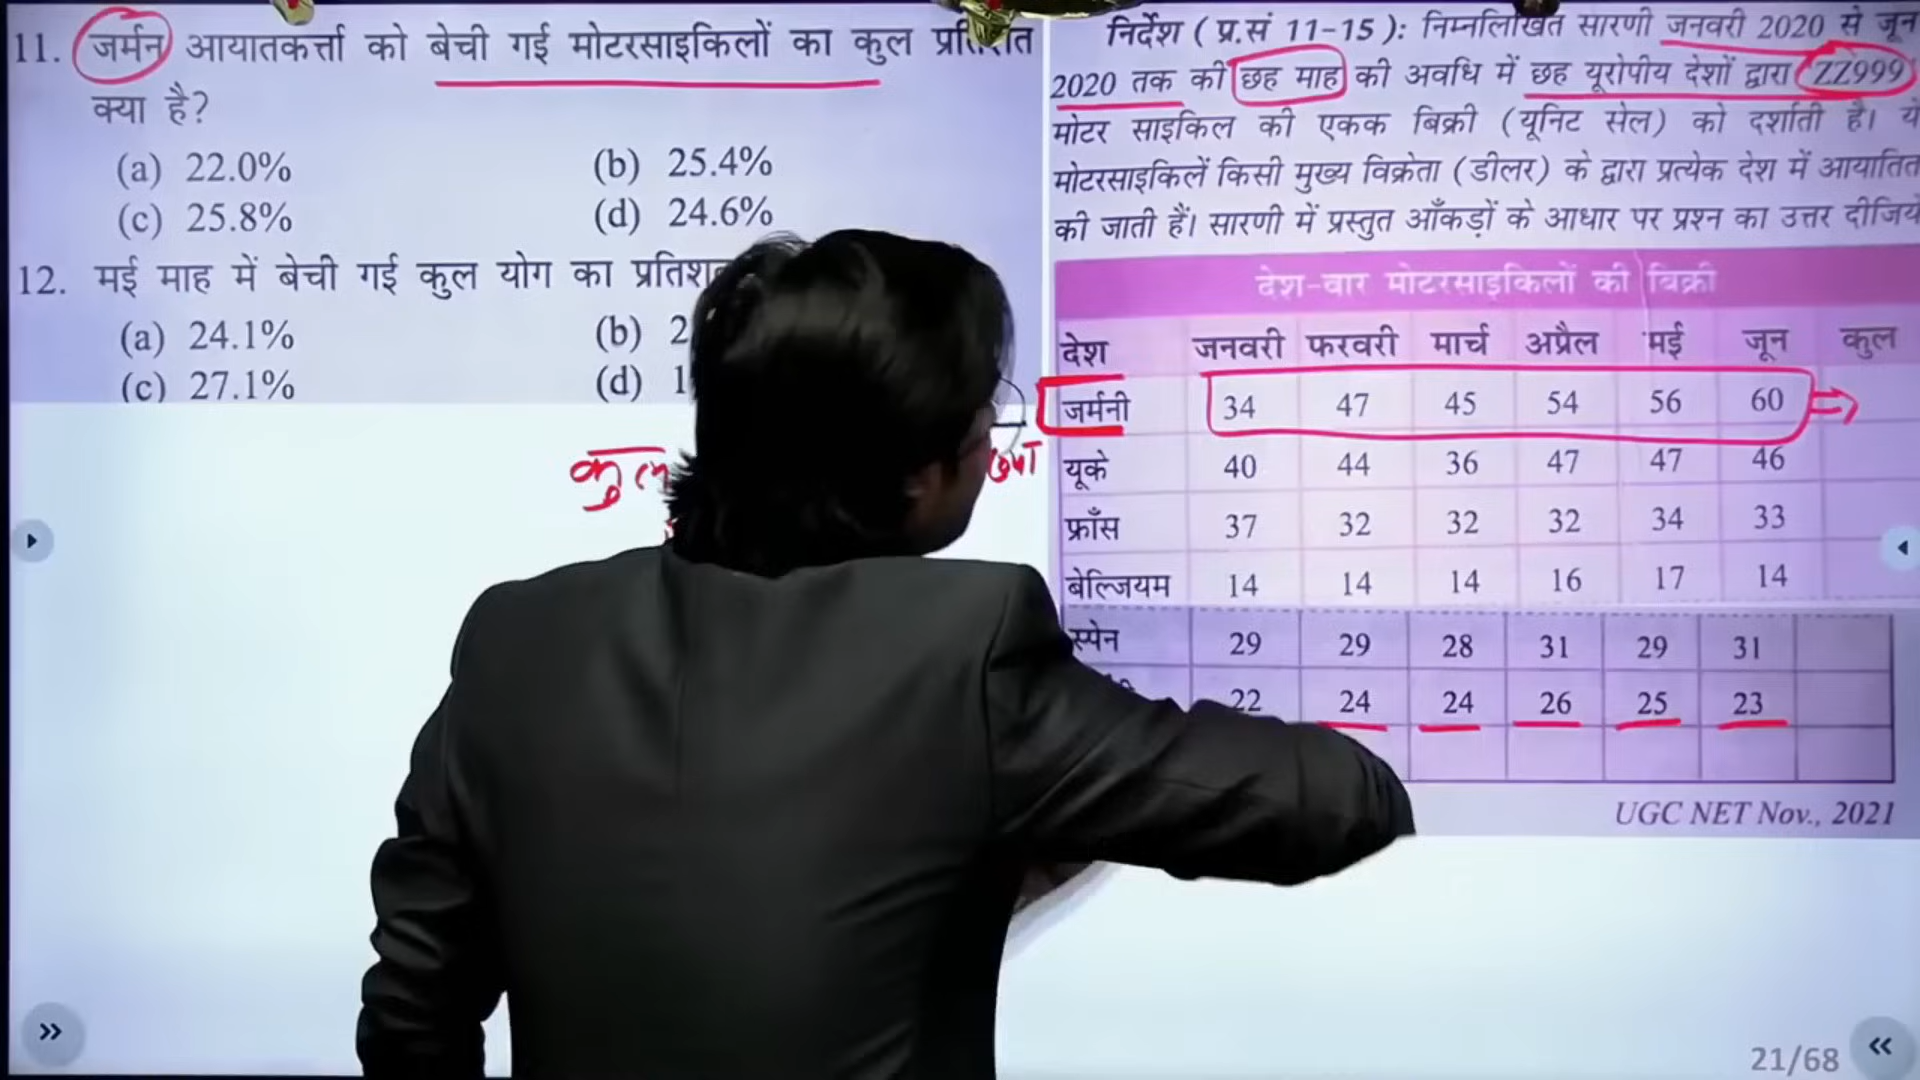 11. जर्मन आयातकर्त्ता को बेची गई मोटरसाइकिलों का कुल
क्या है?
(a) 22.0% (b) 25.4%
(c) 25.8% (d) 24.6%
12. मई माह में बेची गई कुल योग का
(a) 24.1% (b) 2
(c) 27.1% (d) 1
कुल
निर्देश ( प्र.सं 11-15 ): निम्नलिखित सारणी जनवरी 2020 से जून
2020 तक की छह माह की अवधि में छह यूरोपीय देशों द्वारा ZZ999
मोटर साइकिल की एकक बिक्री (यूनिट सेल) को दर्शाती है। ये
मोटरसाइकिलें किसी मुख्य विक्रेता (डीलर) के द्वारा प्रत्येक देश में आयातित
की जाती हैं। सारणी में प्रस्तुत आँकड़ों के आधार पर प्रश्न का उत्तर दीजिये
देश-वार मोटरसाइकिलों की बिक्री
देश जनवरी फरवरी मार्च अप्रैल मई जून कुल
जर्मनी 34 47 45 54 56 60
यूके 40 44 36 47 47 46
फ्राँस 37 32 32 32 34 33
बेल्जियम 14 14 14 16 17 14
स्पेन 29 29 28 31 29 31
22 24 24 26 25 23
UGC NET Nov., 2021
21/68